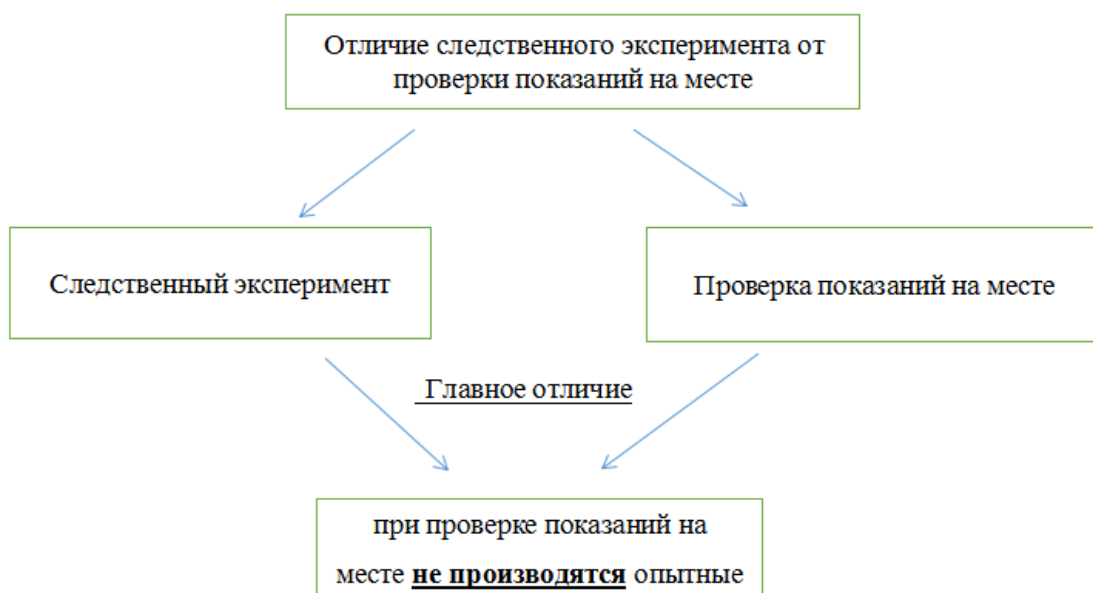 Отличие следственного эксперимента от
проверки показаний на месте
Следственный эксперимент
Проверка показаний на месте
Главное отличие
при проверке показаний на
месте не производятся опытные